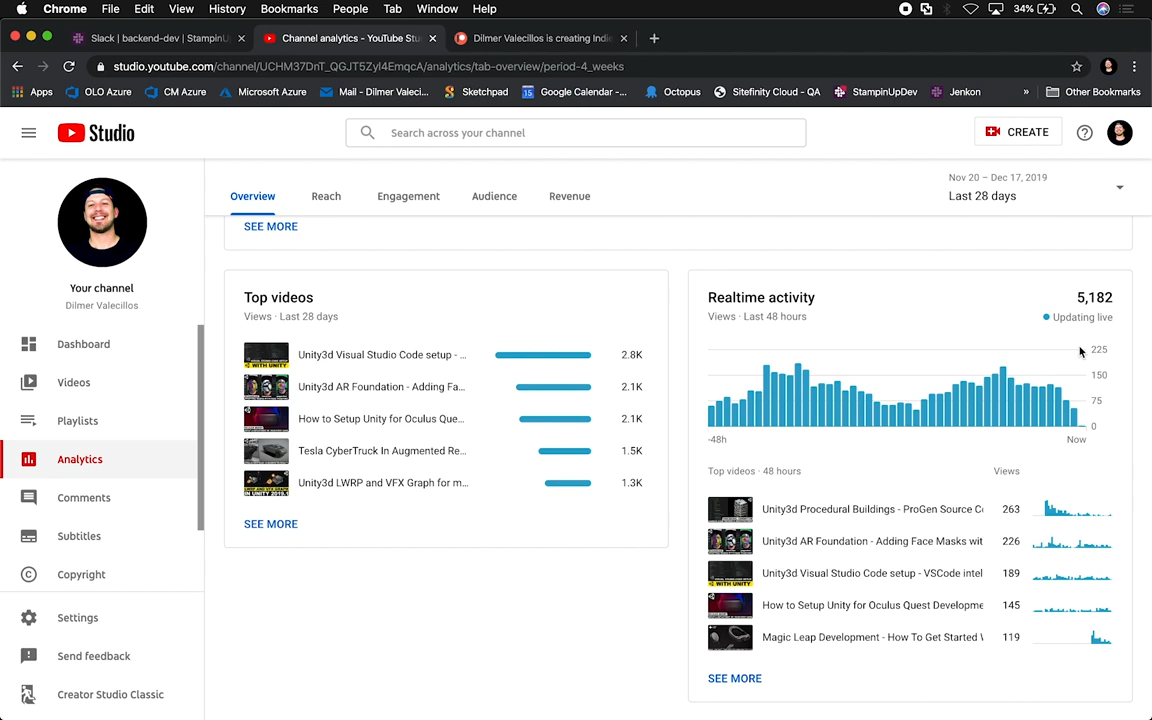 Chrome File Edit View History Bookmarks People Tab Window Help 34%
Slack | backend-dev | StampinU
Channel analytics - YouTube Stu
Dilmer Valecillos is creating Indie
studio.youtube.com/channel/UCHM37DnT_QGJT5ZyI4EmqcA/analytics/tab-overview/period-4_weeks
Apps OLO Azure CM Azure Microsoft Azure Mail - Dilmer Valeci... Sketchpad Google Calendar -... Octopus Sitefinity Cloud - QA StampinUpDev Jenkon » Other Bookmarks
Studio
Search across your channel
CREATE
Your channel
Dilmer Valecillos
Dashboard
Videos
Playlists
Analytics
Comments
Subtitles
Copyright
Settings
Send feedback
Creator Studio Classic
Overview Reach Engagement Audience Revenue
Nov 20 – Dec 17, 2019
Last 28 days
SEE MORE
Top videos
Views · Last 28 days
Unity3d Visual Studio Code setup - ... 2.8K
Unity3d AR Foundation - Adding Fa... 2.1K
How to Setup Unity for Oculus Que... 2.1K
Tesla CyberTruck In Augmented Re... 1.5K
Unity3d LWRP and VFX Graph for m... 1.3K
SEE MORE
Realtime activity 5,182
Views · Last 48 hours Updating live
225
150
75
0
-48h Now
Top videos · 48 hours Views
Unity3d Procedural Buildings - ProGen Source Co 263
Unity3d AR Foundation - Adding Face Masks wit 226
Unity3d Visual Studio Code setup - VSCode intel 189
How to Setup Unity for Oculus Quest Developme 145
Magic Leap Development - How To Get Started 119
SEE MORE